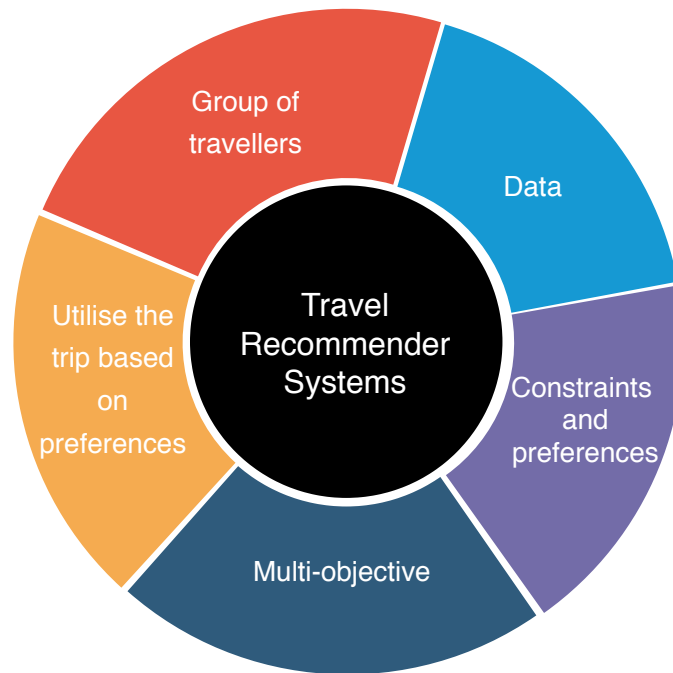 Group of
travellers
Data
Utilise the
trip based
on
preferences
Travel
Recommender
Systems
Constraints
and
preferences
Multi-objective